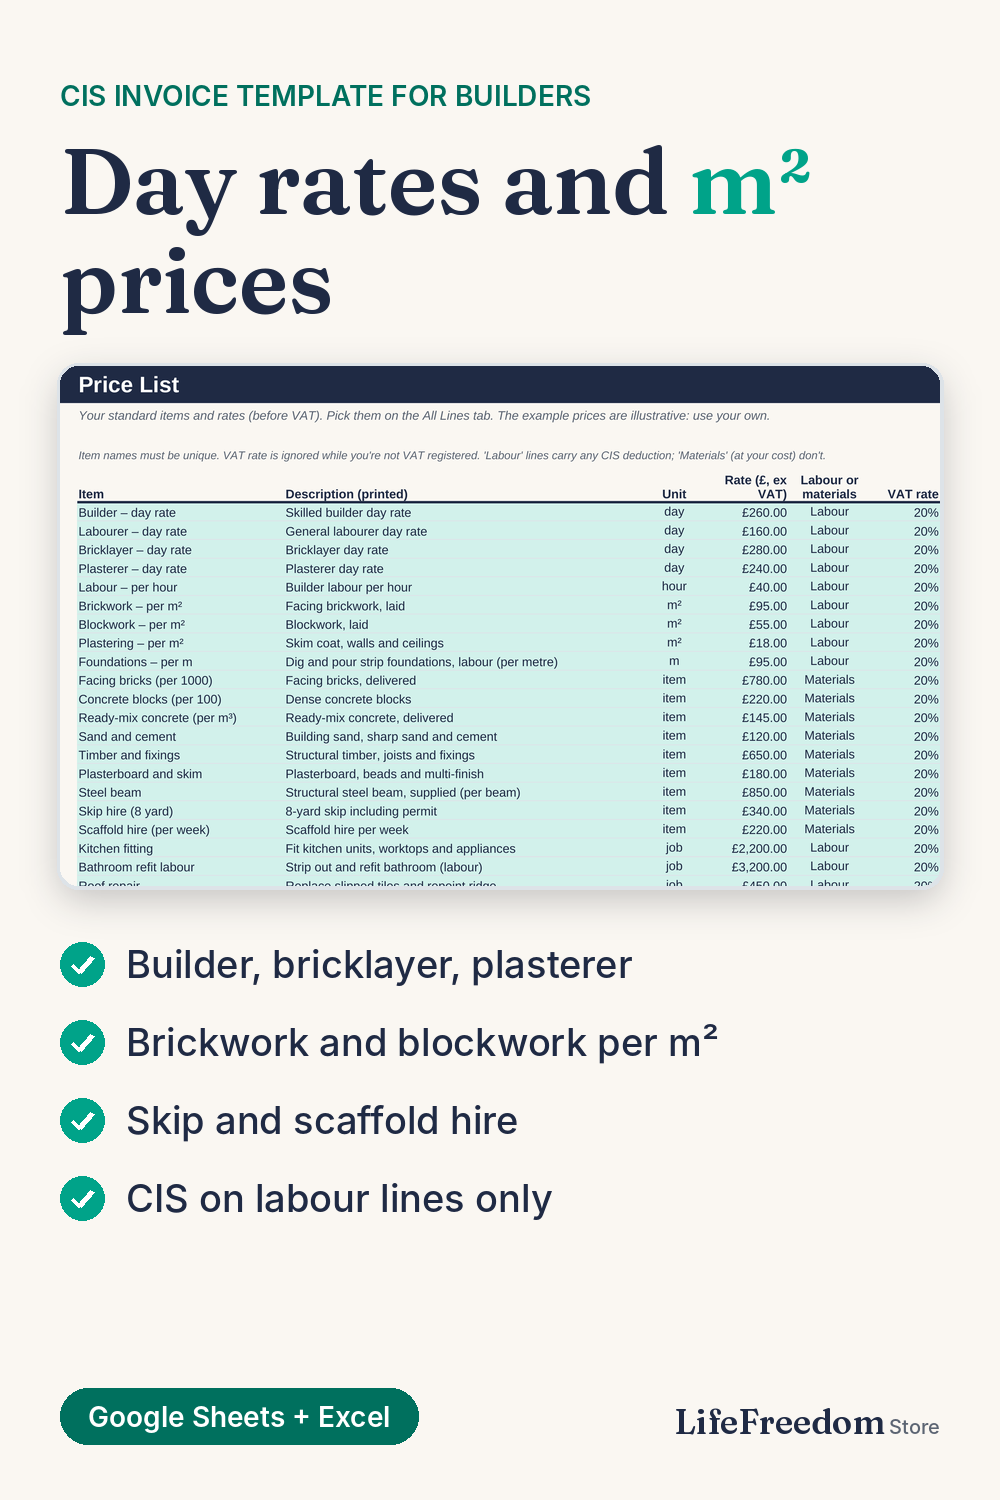 CIS INVOICE TEMPLATE FOR BUILDERS
Day rates and m²
prices
Price List
Your standard items and rates (before VAT). Pick them on the All Lines tab. The example prices are illustrative: use your own.
Item names must be unique. VAT rate is ignored while you're not VAT registered. 'Labour' lines carry any CIS deduction; 'Materials' (at your cost) don't.
Item Description (printed) Unit Rate (£, ex VAT) Labour or materials VAT rate
Builder – day rate Skilled builder day rate day £260.00 Labour 20%
Labourer – day rate General labourer day rate day £160.00 Labour 20%
Bricklayer – day rate Bricklayer day rate day £280.00 Labour 20%
Plasterer – day rate Plasterer day rate day £240.00 Labour 20%
Labour – per hour Builder labour per hour hour £40.00 Labour 20%
Brickwork – per m² Facing brickwork, laid m² £95.00 Labour 20%
Blockwork – per m² Blockwork, laid m² £55.00 Labour 20%
Plastering – per m² Skim coat, walls and ceilings m² £18.00 Labour 20%
Foundations – per m Dig and pour strip foundations, labour (per metre) m £95.00 Labour 20%
Facing bricks (per 1000) Facing bricks, delivered item £780.00 Materials 20%
Concrete blocks (per 100) Dense concrete blocks item £220.00 Materials 20%
Ready-mix concrete (per m³) Ready-mix concrete, delivered item £145.00 Materials 20%
Sand and cement Building sand, sharp sand and cement item £120.00 Materials 20%
Timber and fixings Structural timber, joists and fixings item £650.00 Materials 20%
Plasterboard and skim Plasterboard, beads and multi-finish item £180.00 Materials 20%
Steel beam Structural steel beam, supplied (per beam) item £850.00 Materials 20%
Skip hire (8 yard) 8-yard skip including permit item £340.00 Materials 20%
Scaffold hire (per week) Scaffold hire per week item £220.00 Materials 20%
Kitchen fitting Fit kitchen units, worktops and appliances job £2,200.00 Labour 20%
Bathroom refit labour Strip out and refit bathroom (labour) job £3,200.00 Labour 20%
Roof repair Replace slipped tiles and repoint ridge job £450.00 Labour 20%
Builder, bricklayer, plasterer
Brickwork and blockwork per m²
Skip and scaffold hire
CIS on labour lines only
Google Sheets + Excel
LifeFreedom Store